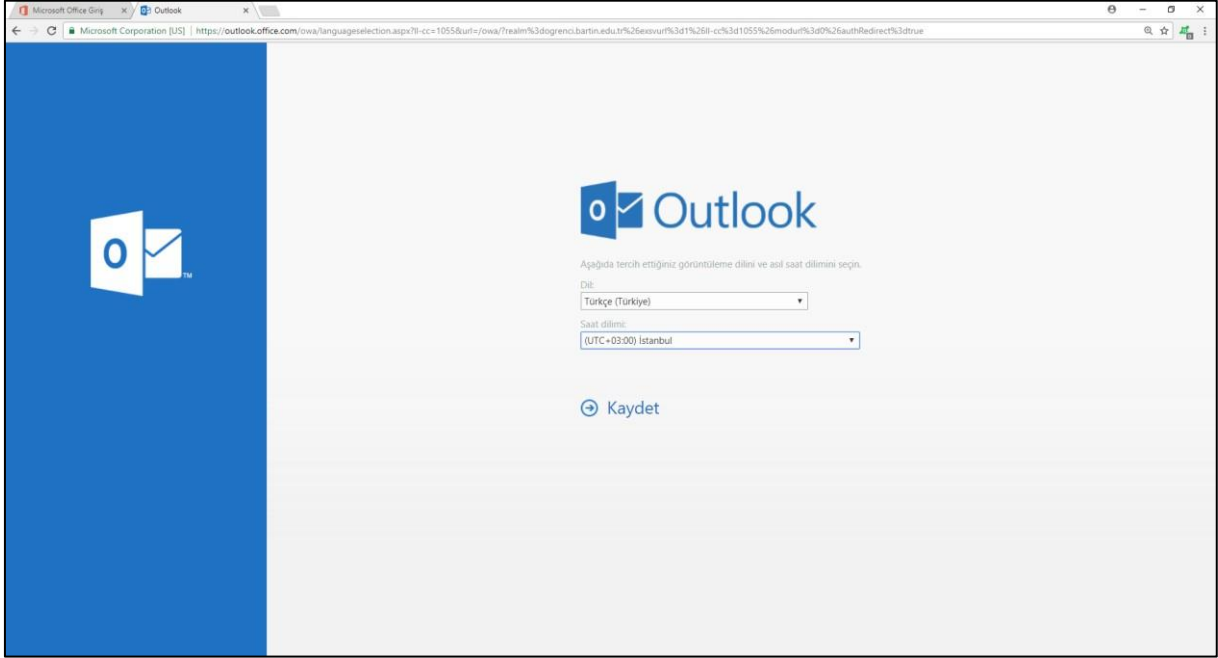 Microsoft Office Giriş
Outlook
Microsoft Corporation [US] | https://outlook.office.com/owa/languageselection.aspx?ll-cc=1055&url=/owa/?realm%3dogrenci.bartin.edu.tr%26exsvurl%3d1%26ll-cc%3d1055%26modurl%3d0%26authRedirect%3dtrue
O
TM
O Outlook
Aşağıda tercih ettiğiniz görüntüleme dilini ve asıl saat dilimini seçin.
Dil:
Türkçe (Türkiye)
Saat dilimi:
(UTC+03:00) İstanbul
Kaydet